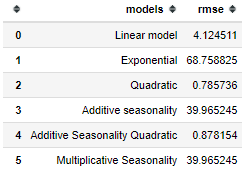 models rmse
0 Linear model 4.124511
1 Exponential 68.758825
2 Quadratic 0.785736
3 Additive seasonality 39.965245
4 Additive Seasonality Quadratic 0.878154
5 Multiplicative Seasonality 39.965245